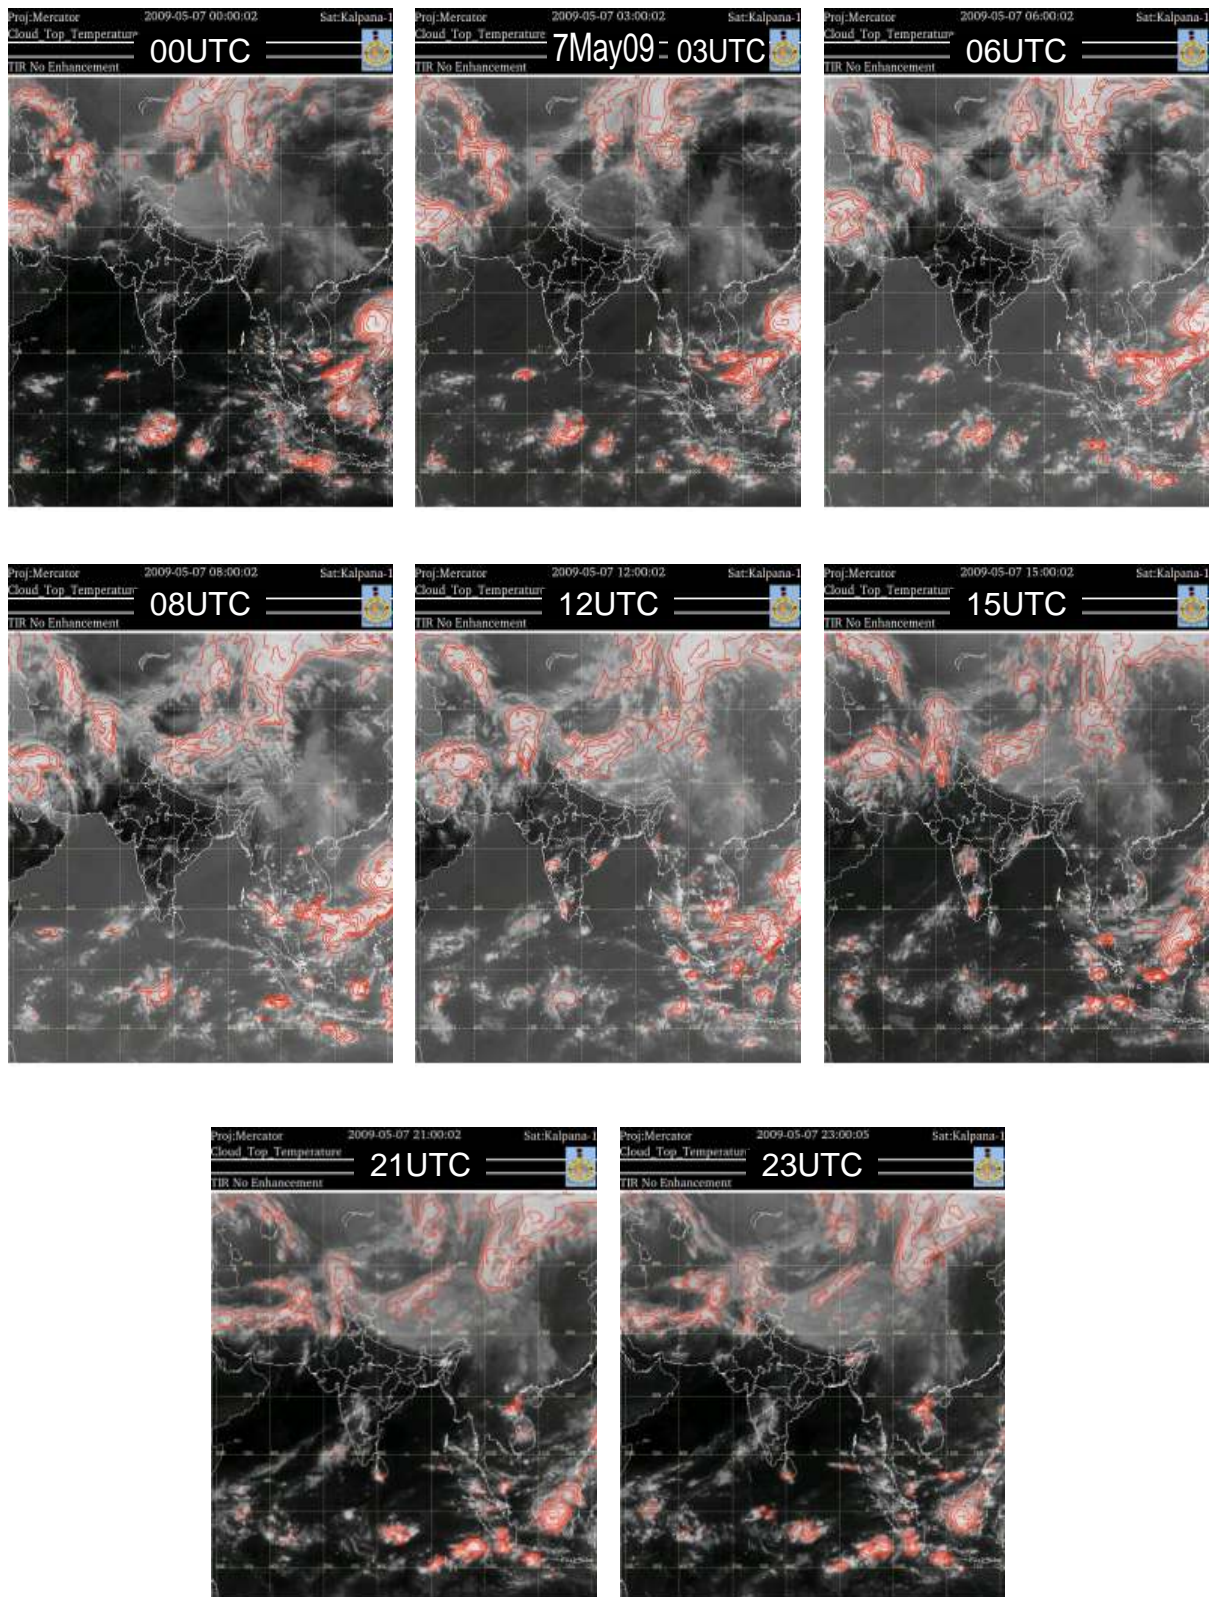 Proj:Mercator 2009-05-07 00:00:02 Sat:Kalpana-1
Cloud_Top_Temperature
00UTC
TIR No Enhancement
Proj:Mercator 2009-05-07 03:00:02 Sat:Kalpana-1
Cloud_Top_Temperature
7May09 03UTC
TIR No Enhancement
Proj:Mercator 2009-05-07 06:00:02 Sat:Kalpana-1
Cloud_Top_Temperature
06UTC
TIR No Enhancement
Proj:Mercator 2009-05-07 08:00:02 Sat:Kalpana-1
Cloud_Top_Temperature
08UTC
TIR No Enhancement
Proj:Mercator 2009-05-07 12:00:02 Sat:Kalpana-1
Cloud_Top_Temperature
12UTC
TIR No Enhancement
Proj:Mercator 2009-05-07 15:00:02 Sat:Kalpana-1
Cloud_Top_Temperature
15UTC
TIR No Enhancement
Proj:Mercator 2009-05-07 21:00:02 Sat:Kalpana-1
Cloud_Top_Temperature
21UTC
TIR No Enhancement
Proj:Mercator 2009-05-07 23:00:05 Sat:Kalpana-1
Cloud_Top_Temperature
23UTC
TIR No Enhancement